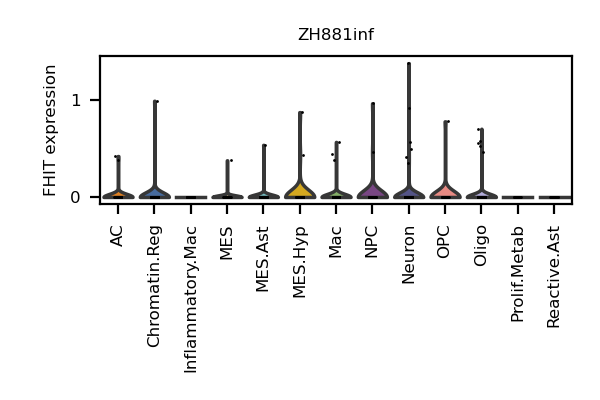 ZH881inf
FHIT expression
1
0
AC
Chromatin.Reg
Inflammatory.Mac
MES
MES.Ast
MES.Hyp
Mac
NPC
Neuron
OPC
Oligo
Prolif.Metab
Reactive.Ast